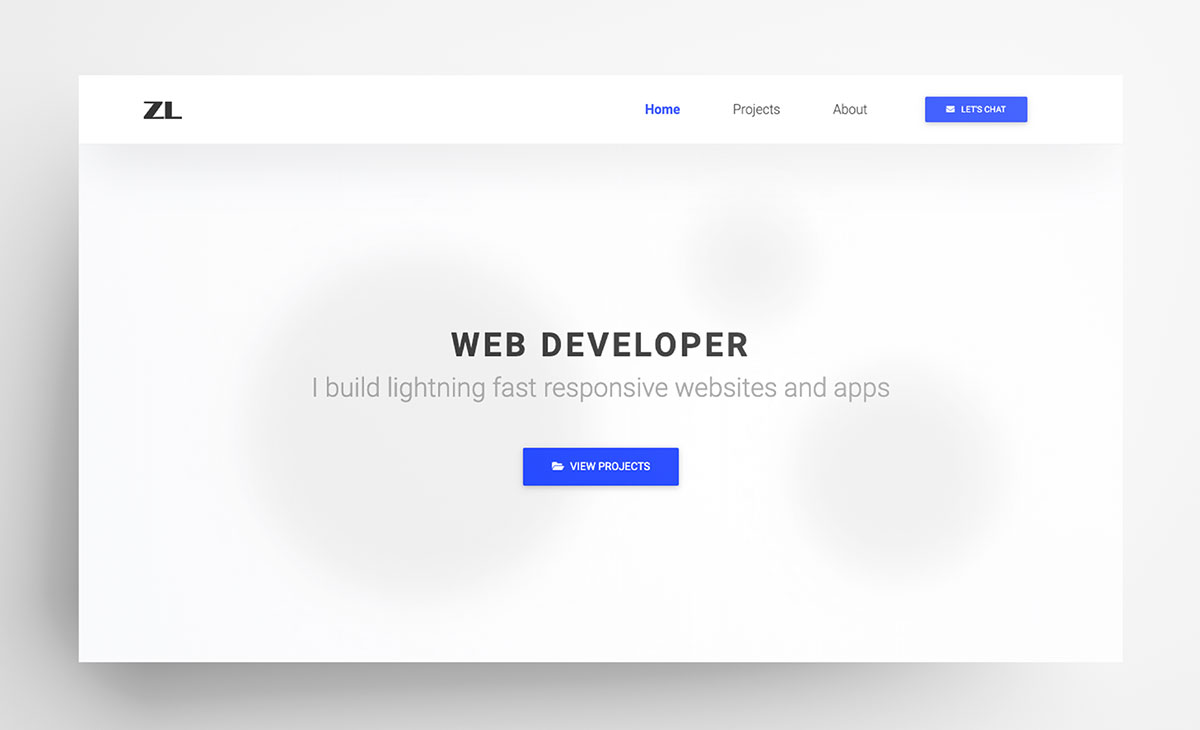 ZL
Home Projects About LET'S CHAT
WEB DEVELOPER
I build lightning fast responsive websites and apps
VIEW PROJECTS